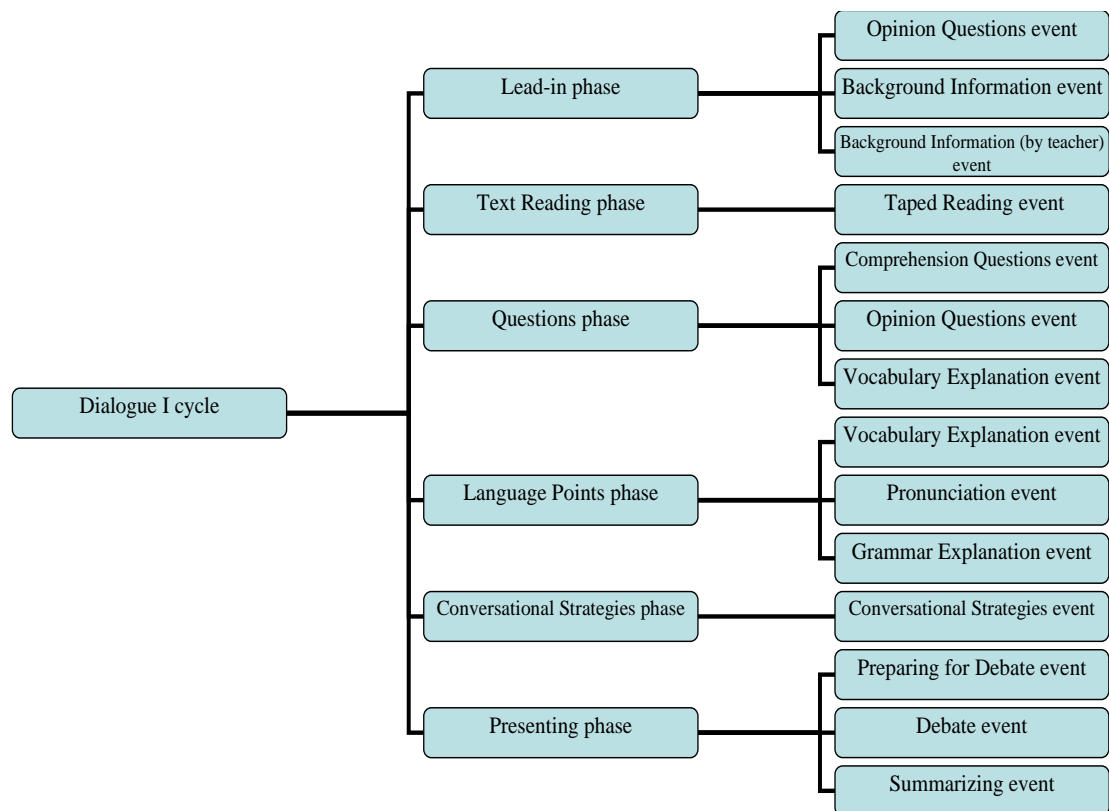 Dialogue I cycle
Lead-in phase
Opinion Questions event
Background Information event
Background Information (by teacher)
event
Text Reading phase
Taped Reading event
Questions phase
Comprehension Questions event
Opinion Questions event
Vocabulary Explanation event
Language Points phase
Vocabulary Explanation event
Pronunciation event
Grammar Explanation event
Conversational Strategies phase
Conversational Strategies event
Presenting phase
Preparing for Debate event
Debate event
Summarizing event